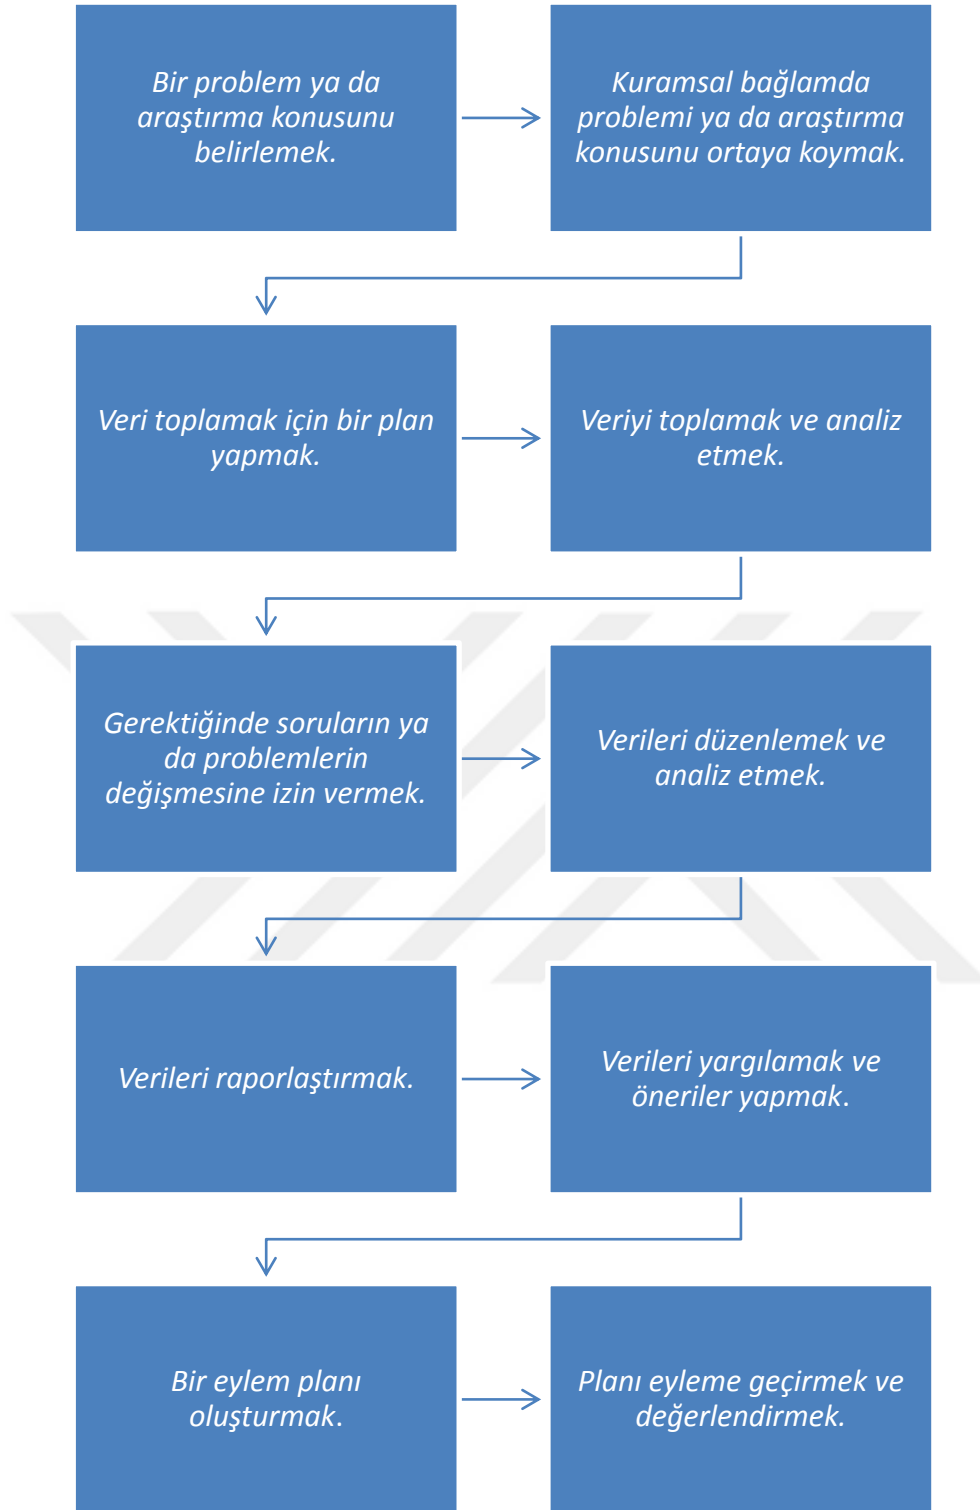 Bir problem ya da
araştırma konusunu
belirlemek.
Kuramsal bağlamda
problemi ya da araştırma
konusunu ortaya koymak.
Veri toplamak için bir plan
yapmak.
Veriyi toplamak ve analiz
etmek.
Gerektiğinde soruların ya
da problemlerin
değişmesine izin vermek.
Verileri düzenlemek ve
analiz etmek.
Verileri raporlaştırmak.
Verileri yargılamak ve
öneriler yapmak.
Bir eylem planı
oluşturmak.
Planı eyleme geçirmek ve
değerlendirmek.